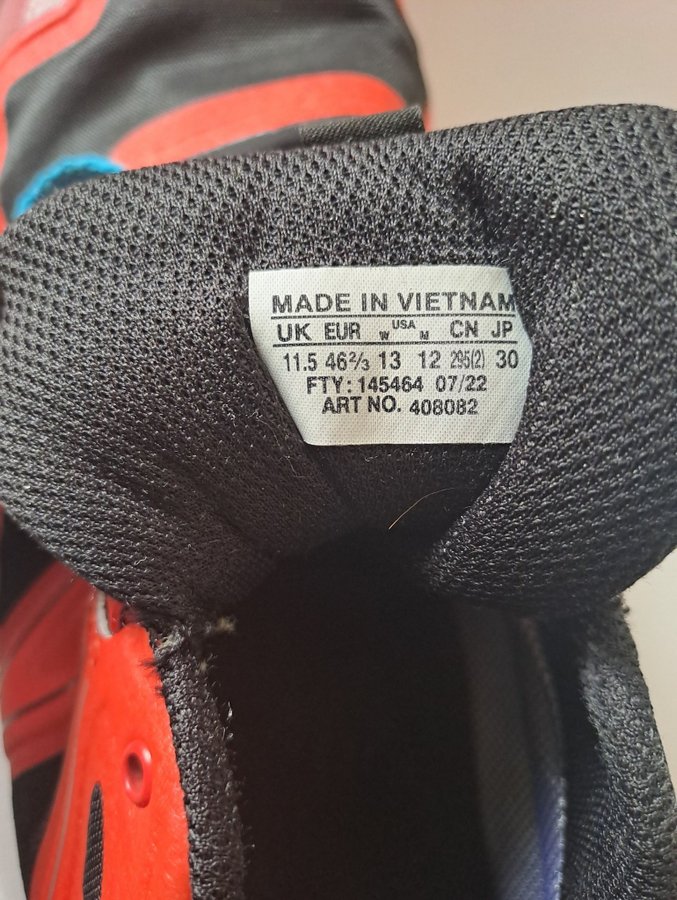 MADE IN VIETNAM
UK EUR W USA M CN JP
11.5 46⅔ 13 12 295(2) 30
FTY: 145464 07/22
ART NO. 408082